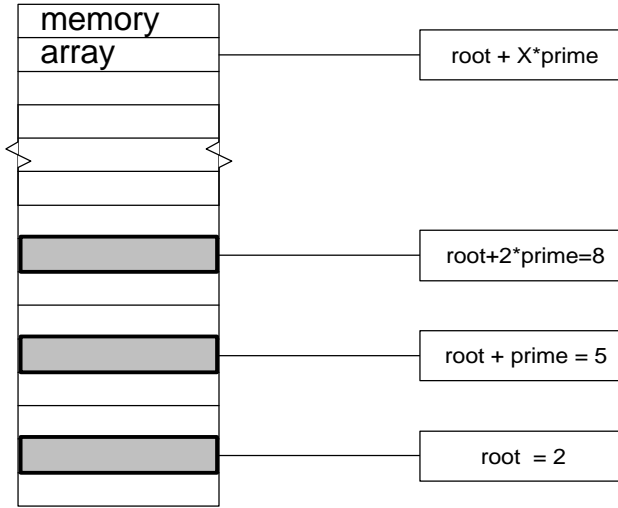 memory
array
root + X*prime
root+2*prime=8
root + prime = 5
root = 2